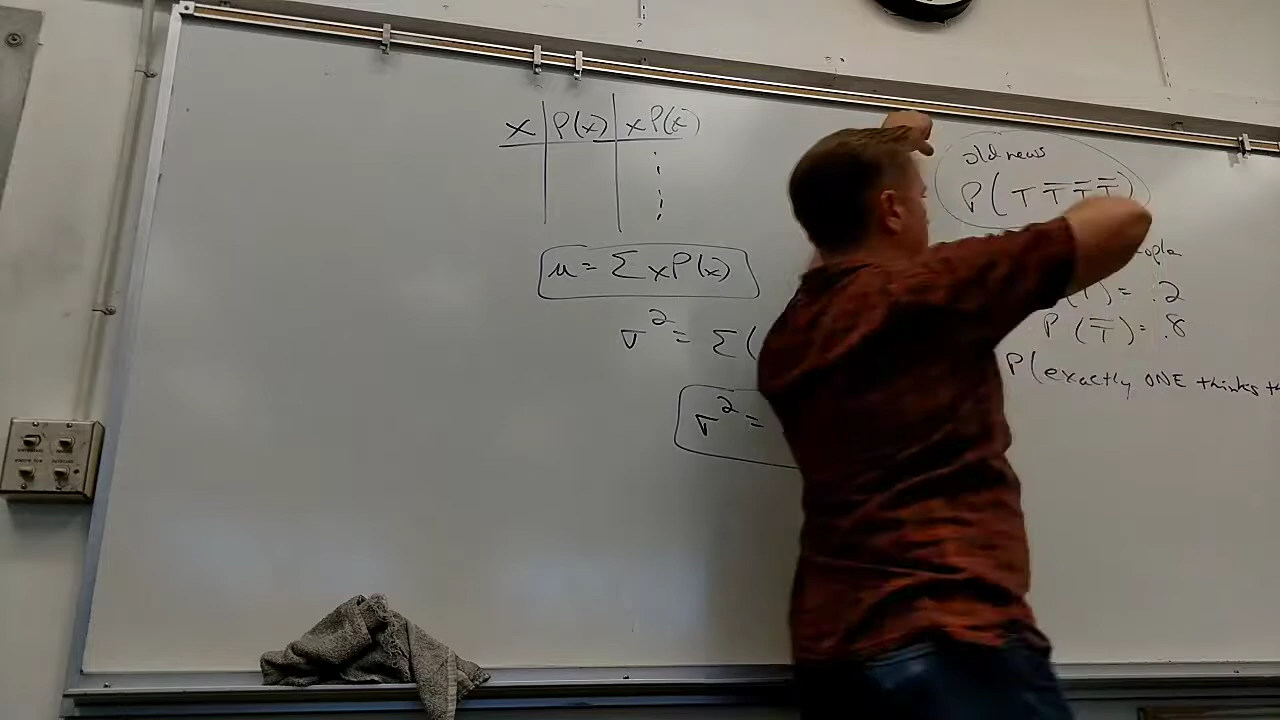 x P(x) xP(x)
μ = Σ xP(x)
σ² = Σ(
σ² =
old news
P( T T̅ T̅ T̅ )
) = .2
P (T̅) = .8
P(exactly ONE thinks